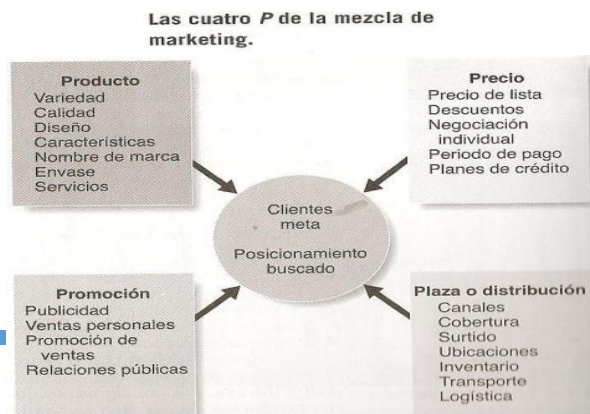 Las cuatro P de la mezcla de
marketing.
Producto
Variedad
Calidad
Diseño
Características
Nombre de marca
Envase
Servicios
Precio
Precio de lista
Descuentos
Negociación
individual
Periodo de pago
Planes de crédito
Clientes
meta
Posicionamiento
buscado
Promoción
Publicidad
Ventas personales
Promoción de
ventas
Relaciones públicas
Plaza o distribución
Canales
Cobertura
Surtido
Ubicaciones
Inventario
Transporte
Logística